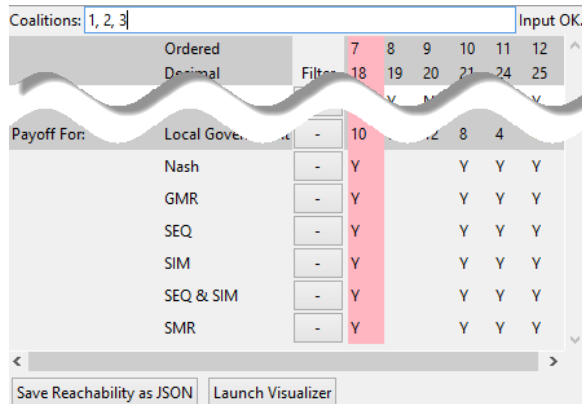 Coalitions: 1, 2, 3 Input OK.
Ordered 7 8 9 10 11 12
Decimal Filter 18 19 20 21 24 25
Payoff For: Local 10 8 4
Nash - Y Y Y Y
GMR - Y Y Y Y
SEQ - Y Y Y Y
SIM - Y Y Y Y
SEQ & SIM - Y Y Y Y
SMR - Y Y Y Y
Save Reachability as JSON Launch Visualizer